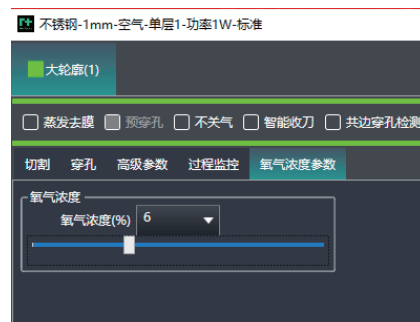 不锈钢-1mm-空气-单层1-功率1W-标准
大轮廓(1)
蒸发去膜 预穿孔 不关气 智能收刀 共边穿孔检测
切割 穿孔 高级参数 过程监控 氧气浓度参数
氧气浓度
氧气浓度(%) 6